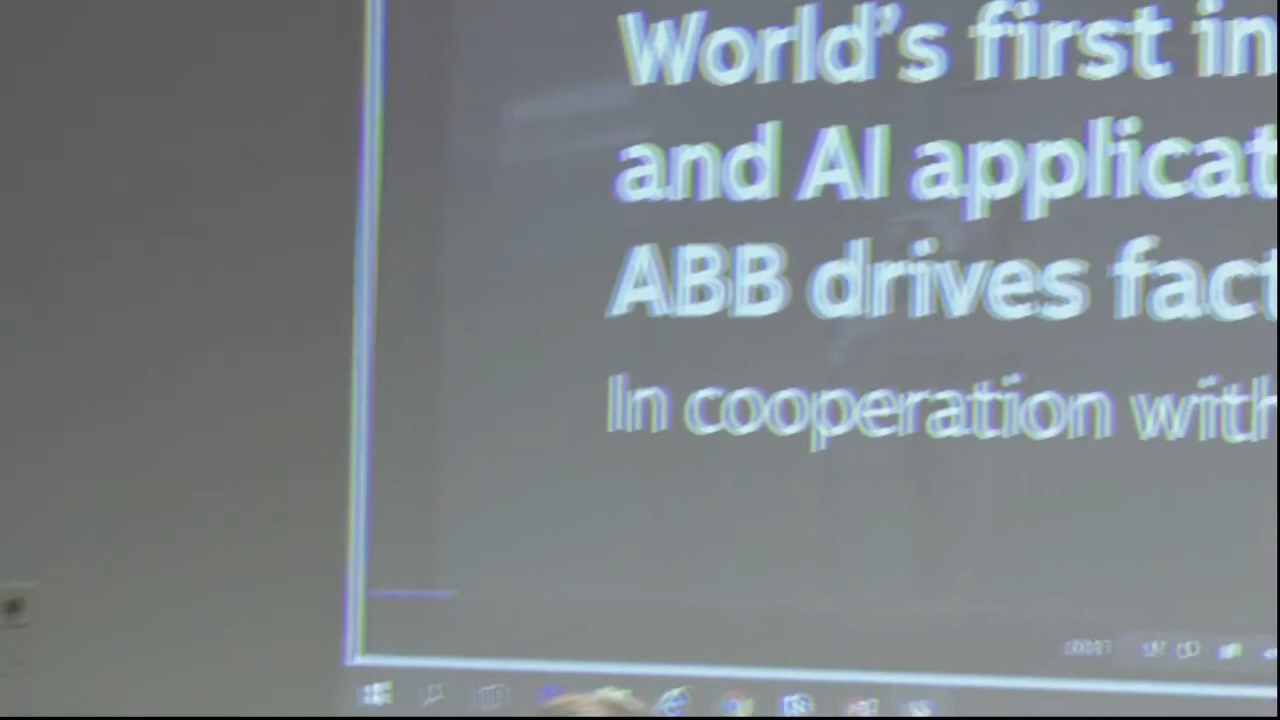 World's first in
and AI applicat
ABB drives fact
In cooperation with